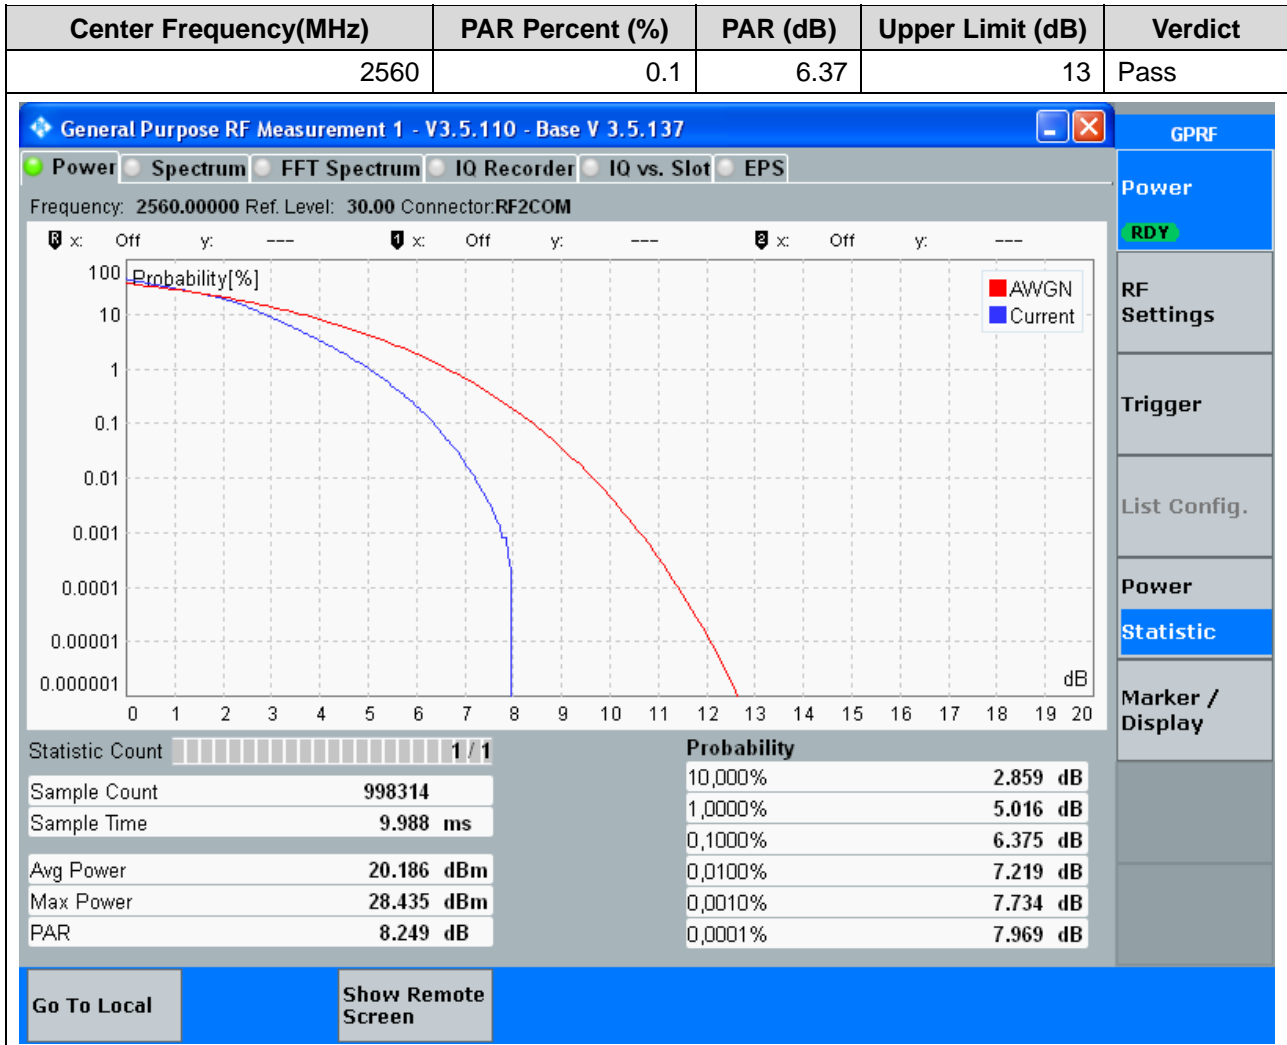 Center Frequency(MHz) PAR Percent (%) PAR (dB) Upper Limit (dB) Verdict
2560 0.1 6.37 13 Pass
General Purpose RF Measurement 1 - V3.5.110 - Base V 3.5.137
GPRF
Power Spectrum FFT Spectrum IQ Recorder IQ vs. Slot EPS
Power
RDY
Frequency: 2560.00000 Ref. Level: 30.00 Connector:RF2COM
R x: Off y: --- 1 x: Off y: --- 2 x: Off y: ---
Probability[%]
AWGN
Current
100
10
1
0.1
0.01
0.001
0.0001
0.00001
0.000001
dB
0 1 2 3 4 5 6 7 8 9 10 11 12 13 14 15 16 17 18 19 20
RF
Settings
Trigger
List Config.
Power
Statistic
Marker /
Display
Statistic Count 1 / 1
Sample Count 998314
Sample Time 9.988 ms
Avg Power 20.186 dBm
Max Power 28.435 dBm
PAR 8.249 dB
Probability
10,000% 2.859 dB
1,0000% 5.016 dB
0,1000% 6.375 dB
0,0100% 7.219 dB
0,0010% 7.734 dB
0,0001% 7.969 dB
Go To Local
Show Remote
Screen